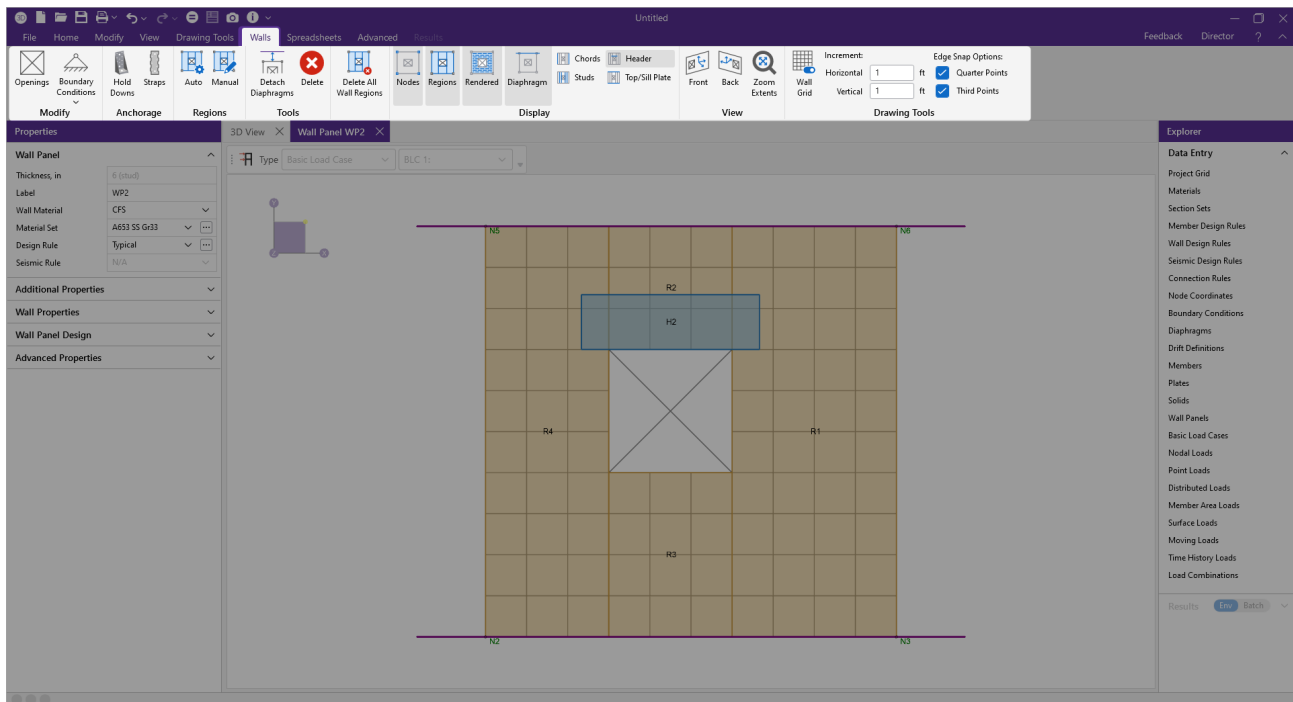 3D Untitled
File Home Modify View Drawing Tools Walls Spreadsheets Advanced Results Feedback Director ?
Openings Boundary Conditions
Hold Downs Straps
Auto Manual
Detach Diaphragms Delete
Delete All Wall Regions
Nodes Regions Rendered Diaphragm
Chords Header
Studs Top/Sill Plate
Front Back Zoom Extents
Wall Grid
Increment: Edge Snap Options:
Horizontal 1 ft Quarter Points
Vertical 1 ft Third Points
Modify Anchorage Regions Tools Display View Drawing Tools
Properties
Wall Panel
Thickness, in 6 (stud)
Label WP2
Wall Material CFS
Material Set A653 SS Gr33 ...
Design Rule Typical ...
Seismic Rule N/A
Additional Properties
Wall Properties
Wall Panel Design
Advanced Properties
3D View Wall Panel WP2
Type Basic Load Case BLC 1:
Y
Z X
N5 N6
R2
H2
R4 R1
R3
N2 N3
Explorer
Data Entry
Project Grid
Materials
Section Sets
Member Design Rules
Wall Design Rules
Seismic Design Rules
Connection Rules
Node Coordinates
Boundary Conditions
Diaphragms
Drift Definitions
Members
Plates
Solids
Wall Panels
Basic Load Cases
Nodal Loads
Point Loads
Distributed Loads
Member Area Loads
Surface Loads
Moving Loads
Time History Loads
Load Combinations
Results Env Batch